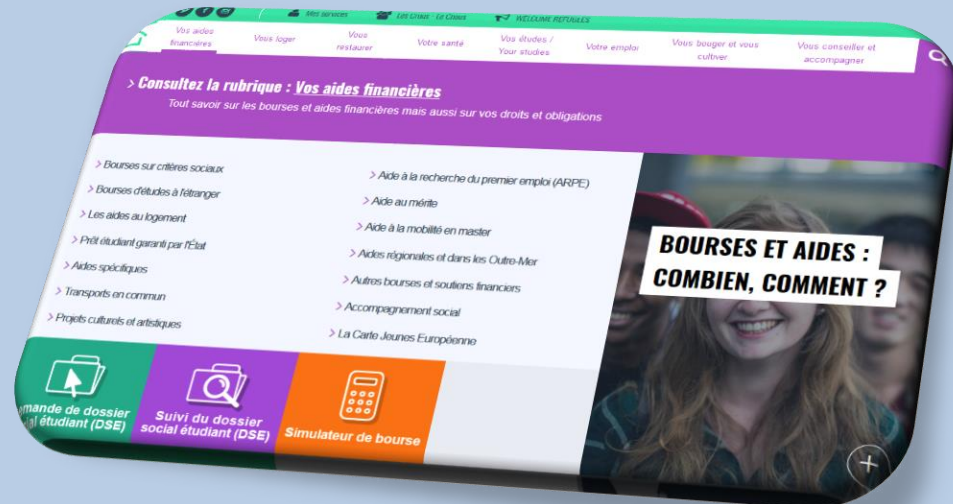 Mes services
Les Crous - Le Cnous
WELCOME REFUGEES
Vos aides financières
Vous loger
Vous restaurer
Votre santé
Vos études / Your studies
Votre emploi
Vous bouger et vous cultiver
Vous conseiller et accompagner
> Consultez la rubrique : Vos aides financières
Tout savoir sur les bourses et aides financières mais aussi sur vos droits et obligations
> Bourses sur critères sociaux
> Bourses d'études à l'étranger
> Les aides au logement
> Prêt étudiant garanti par l'État
> Aides spécifiques
> Transports en commun
> Projets culturels et artistiques
> Aide à la recherche du premier emploi (ARPE)
> Aide au mérite
> Aide à la mobilité en master
> Aides régionales et dans les Outre-Mer
> Autres bourses et soutiens financiers
> Accompagnement social
> La Carte Jeunes Européenne
BOURSES ET AIDES :
COMBIEN, COMMENT ?
de dossier
étudiant (DSE)
Suivi du dossier
social étudiant (DSE)
Simulateur de bourse